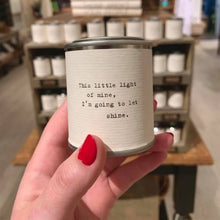 This little light
of mine,
I'm going to let
shine.